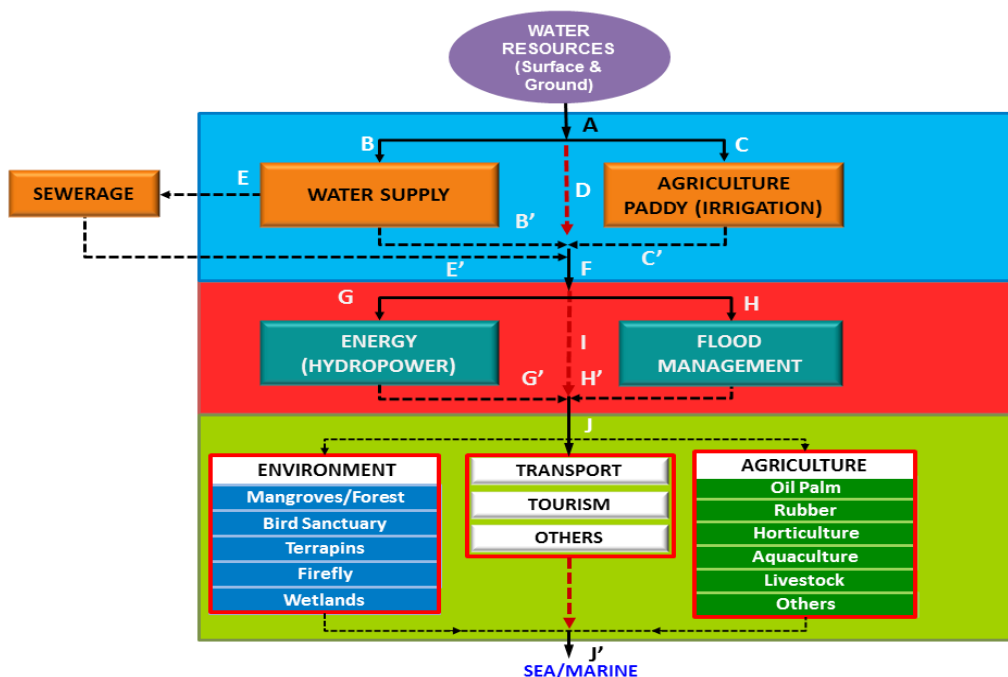 WATER
RESOURCES
(Surface &
Ground)
A
B
C
SEWERAGE
E
WATER SUPPLY
D
AGRICULTURE
PADDY (IRRIGATION)
B’
C’
E’
F
G
H
ENERGY
(HYDROPOWER)
I
FLOOD
MANAGEMENT
G’
H’
J
ENVIRONMENT
Mangroves/Forest
Bird Sanctuary
Terrapins
Firefly
Wetlands
TRANSPORT
TOURISM
OTHERS
AGRICULTURE
Oil Palm
Rubber
Horticulture
Aquaculture
Livestock
Others
J’
SEA/MARINE